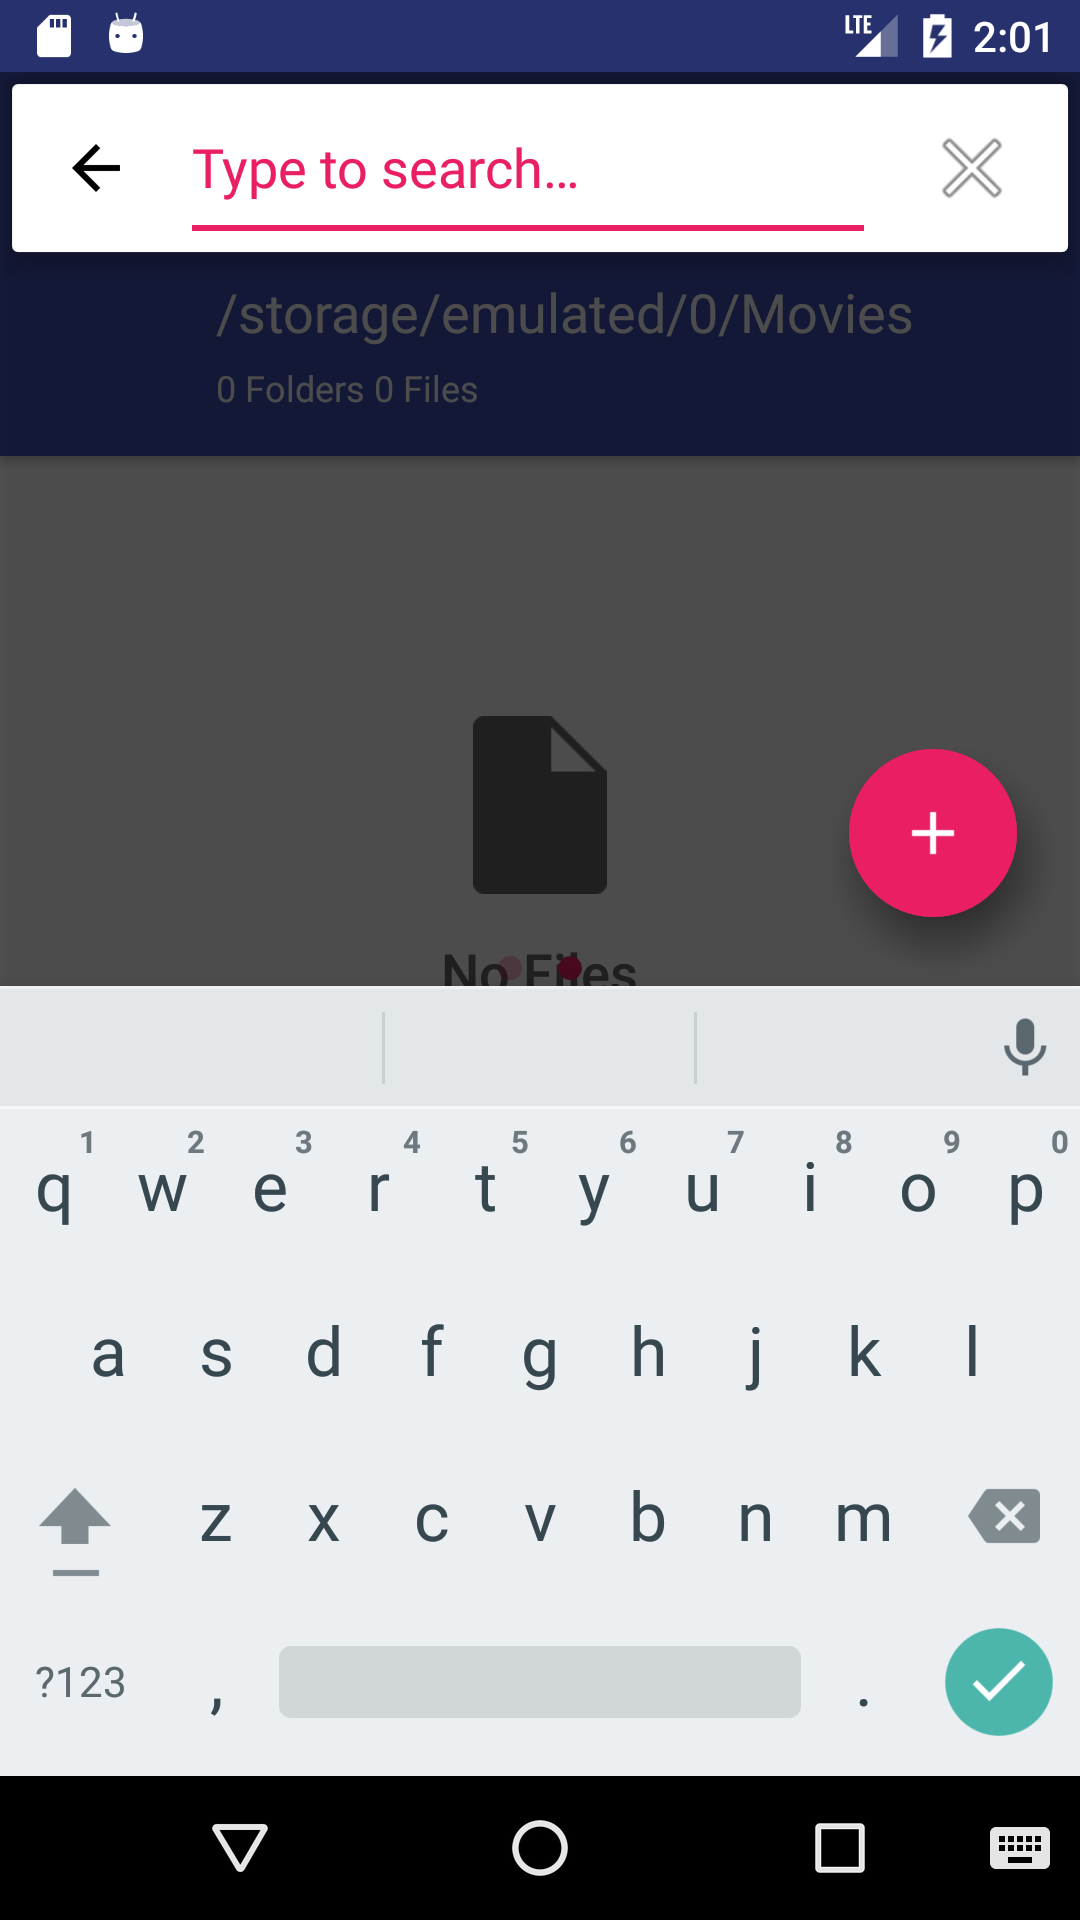 LTE 2:01
Type to search...
/storage/emulated/0/Movies
0 Folders 0 Files
No Files
1 2 3 4 5 6 7 8 9 0
q w e r t y u i o p
a s d f g h j k l
z x c v b n m
?123 , .